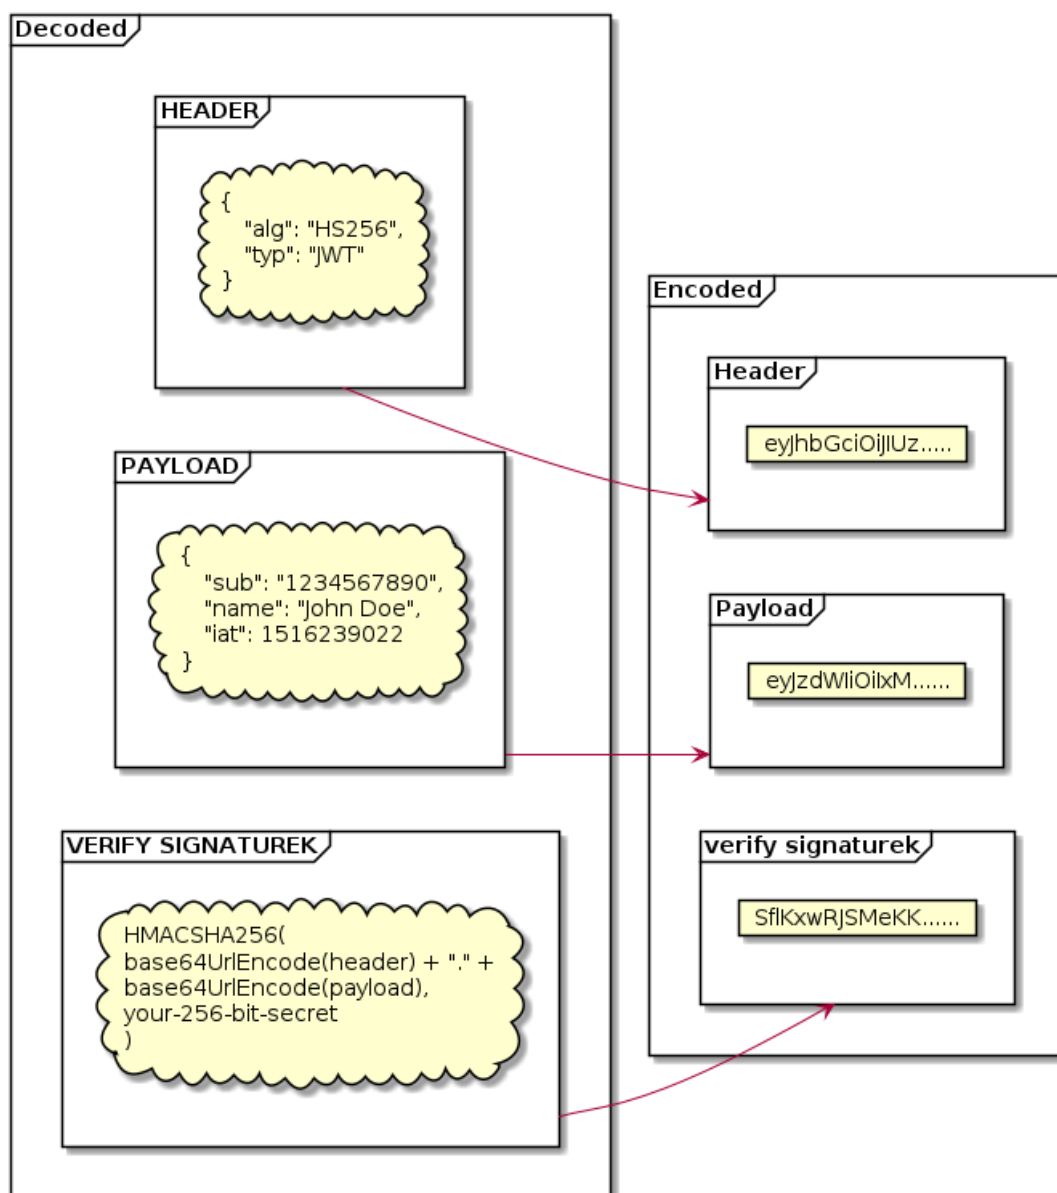 Decoded
HEADER
{
"alg": "HS256",
"typ": "JWT"
}
PAYLOAD
{
"sub": "1234567890",
"name": "John Doe",
"iat": 1516239022
}
VERIFY SIGNATUREK
HMACSHA256(
base64UrlEncode(header) + "." +
base64UrlEncode(payload),
your-256-bit-secret
)
Encoded
Header
eyJhbGciOiJIUz.....
Payload
eyJzdWIiOiIxM......
verify signaturek
SflKxwRJSMeKK......